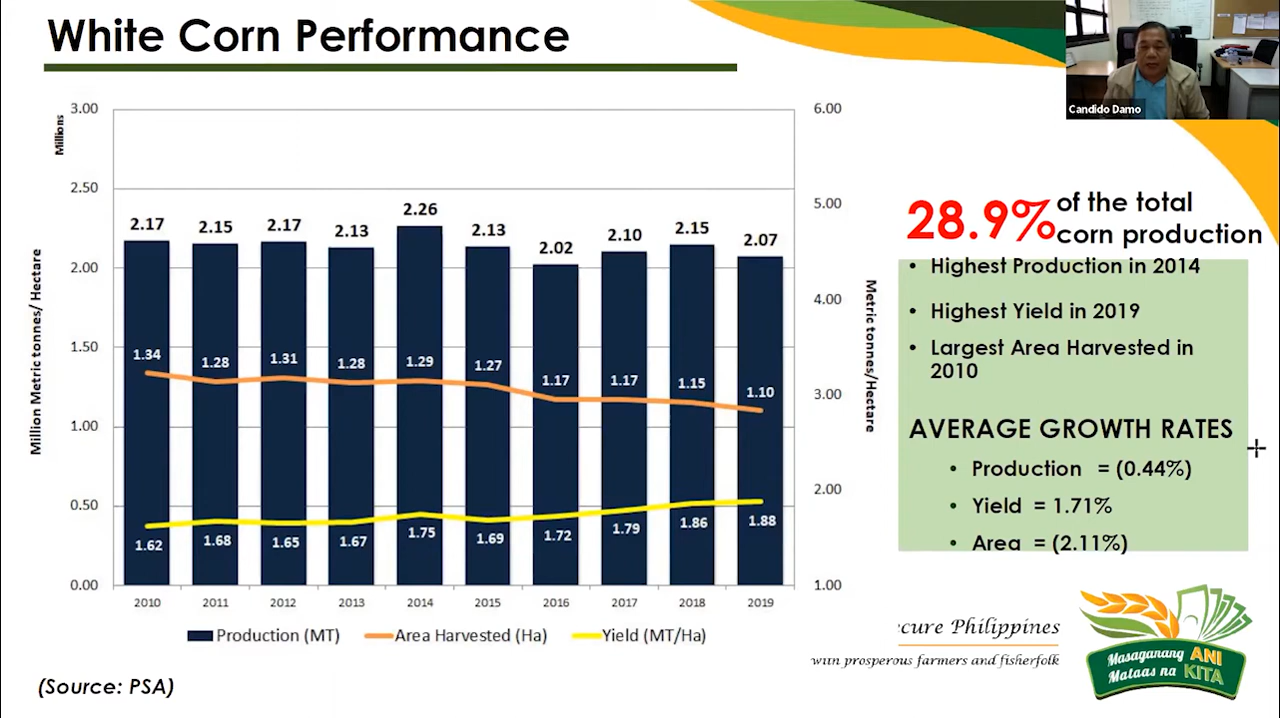 White Corn Performance
Candido Damo
Millions
Million Metric tonnes/ Hectare
3.00
2.50
2.00
1.50
1.00
0.50
0.00
2.17
2.15
2.17
2.13
2.26
2.13
2.02
2.10
2.15
2.07
1.34
1.28
1.31
1.28
1.29
1.27
1.17
1.17
1.15
1.10
1.62
1.68
1.65
1.67
1.75
1.69
1.72
1.79
1.86
1.88
2010 2011 2012 2013 2014 2015 2016 2017 2018 2019
6.00
5.00
4.00
3.00
2.00
1.00
Metric tonnes/Hectare
Production (MT) Area Harvested (Ha) Yield (MT/Ha)
(Source: PSA)
28.9% of the total
corn production
• Highest Production in 2014
• Highest Yield in 2019
• Largest Area Harvested in
2010
AVERAGE GROWTH RATES
• Production = (0.44%)
• Yield = 1.71%
• Area = (2.11%)
cure Philippines
with prosperous farmers and fisherfolk
Masaganang ANI
Mataas na KITA